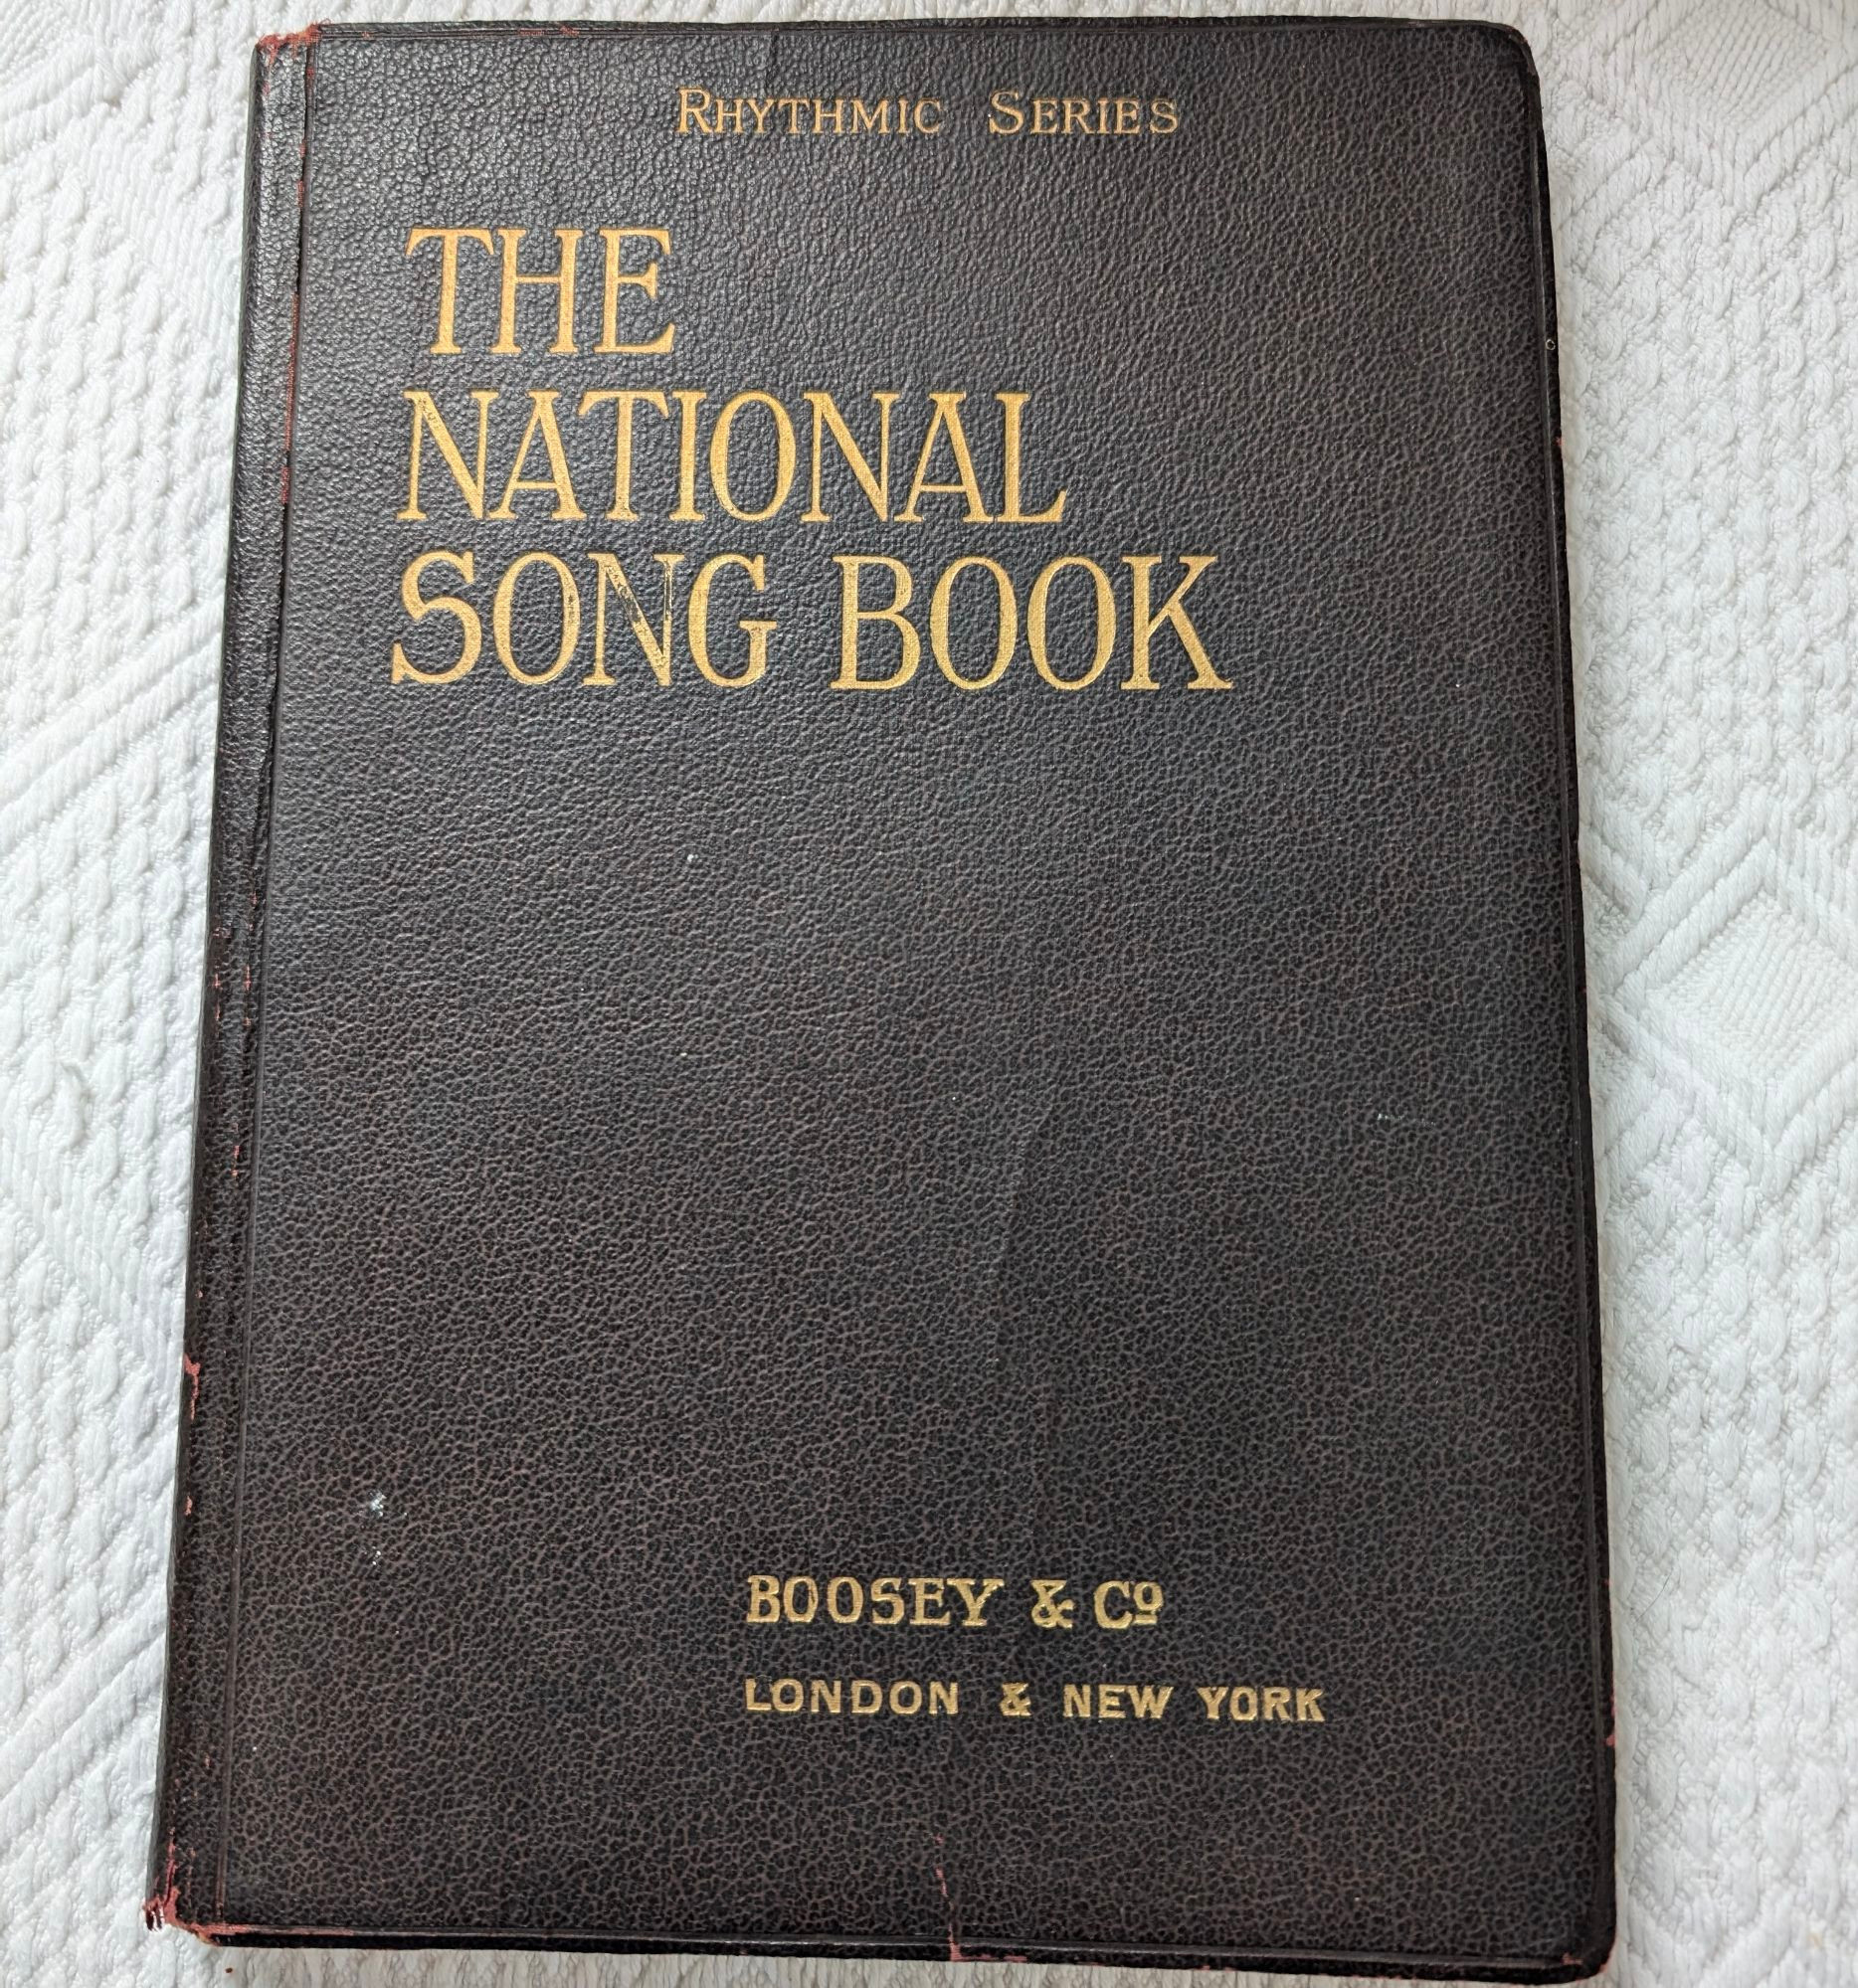 RHYTHMIC SERIES
THE
NATIONAL
SONG BOOK
BOOSEY & Cº
LONDON & NEW YORK